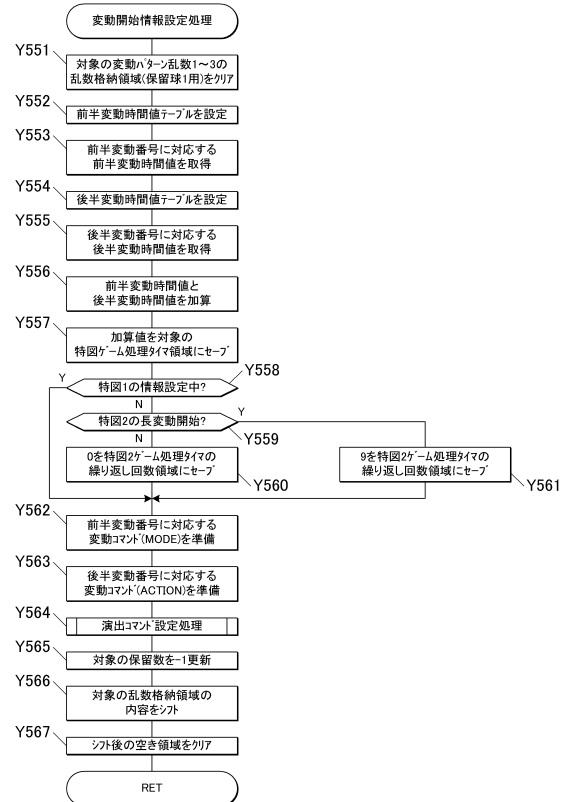 変動開始情報設定処理
Y551
対象の変動パターン乱数1~3の
乱数格納領域(保留球1用)をクリア
Y552
前半変動時間値テーブルを設定
Y553
前半変動番号に対応する
前半変動時間値を取得
Y554
後半変動時間値テーブルを設定
Y555
後半変動番号に対応する
後半変動時間値を取得
Y556
前半変動時間値と
後半変動時間値を加算
Y557
加算値を対象の
特図ゲーム処理タイマ領域にセーブ
Y
特図1の情報設定中?
Y558
N
特図2の長変動開始?
Y
Y559
N
0を特図2ゲーム処理タイマの
繰り返し回数領域にセーブ
Y560
9を特図2ゲーム処理タイマの
繰り返し回数領域にセーブ
Y561
Y562
前半変動番号に対応する
変動コマンド(MODE)を準備
Y563
後半変動番号に対応する
変動コマンド(ACTION)を準備
Y564
演出コマンド設定処理
Y565
対象の保留数を-1更新
Y566
対象の乱数格納領域の
内容をシフト
Y567
シフト後の空き領域をクリア
RET